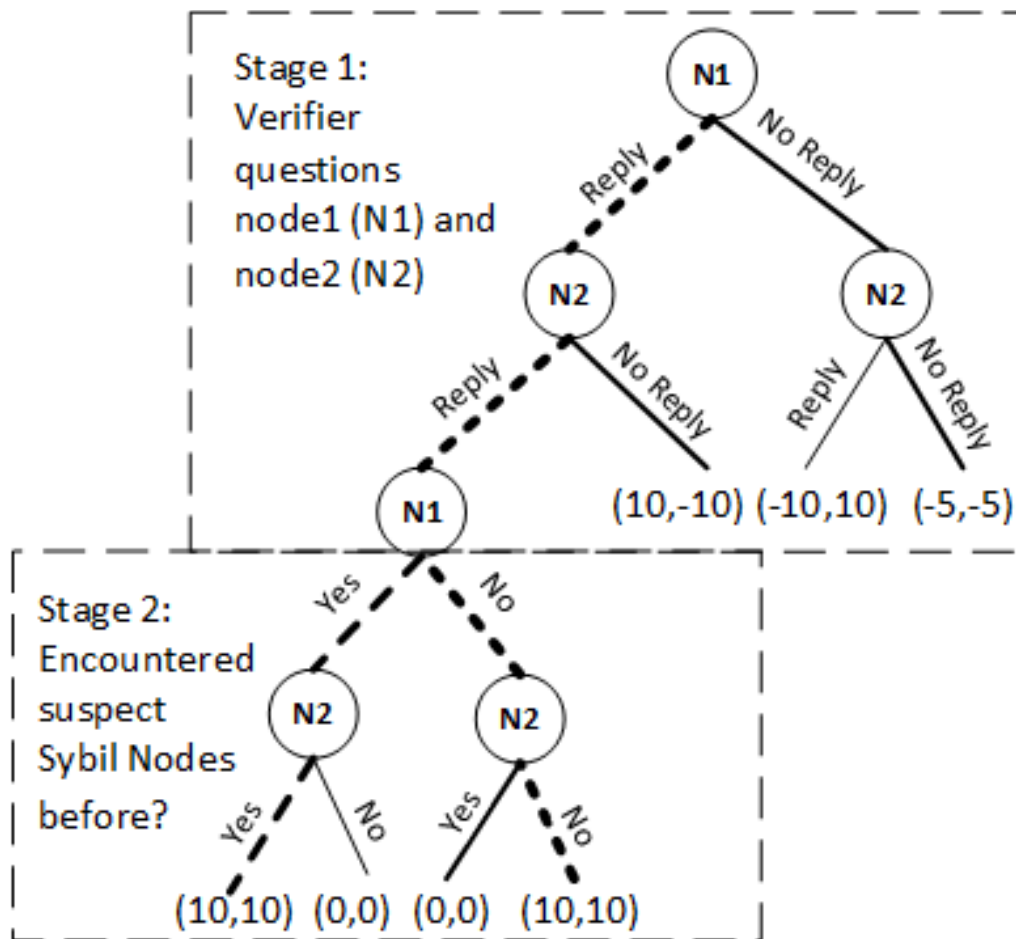 Stage 1:
Verifier
questions
node1 (N1) and
node2 (N2)
N1
Reply
No Reply
N2
N2
Reply
No Reply
Reply
No Reply
N1
(10,-10)
(-10,10)
(-5,-5)
Stage 2:
Encountered
suspect
Sybil Nodes
before?
Yes
No
N2
N2
Yes
No
Yes
No
(10,10)
(0,0)
(0,0)
(10,10)